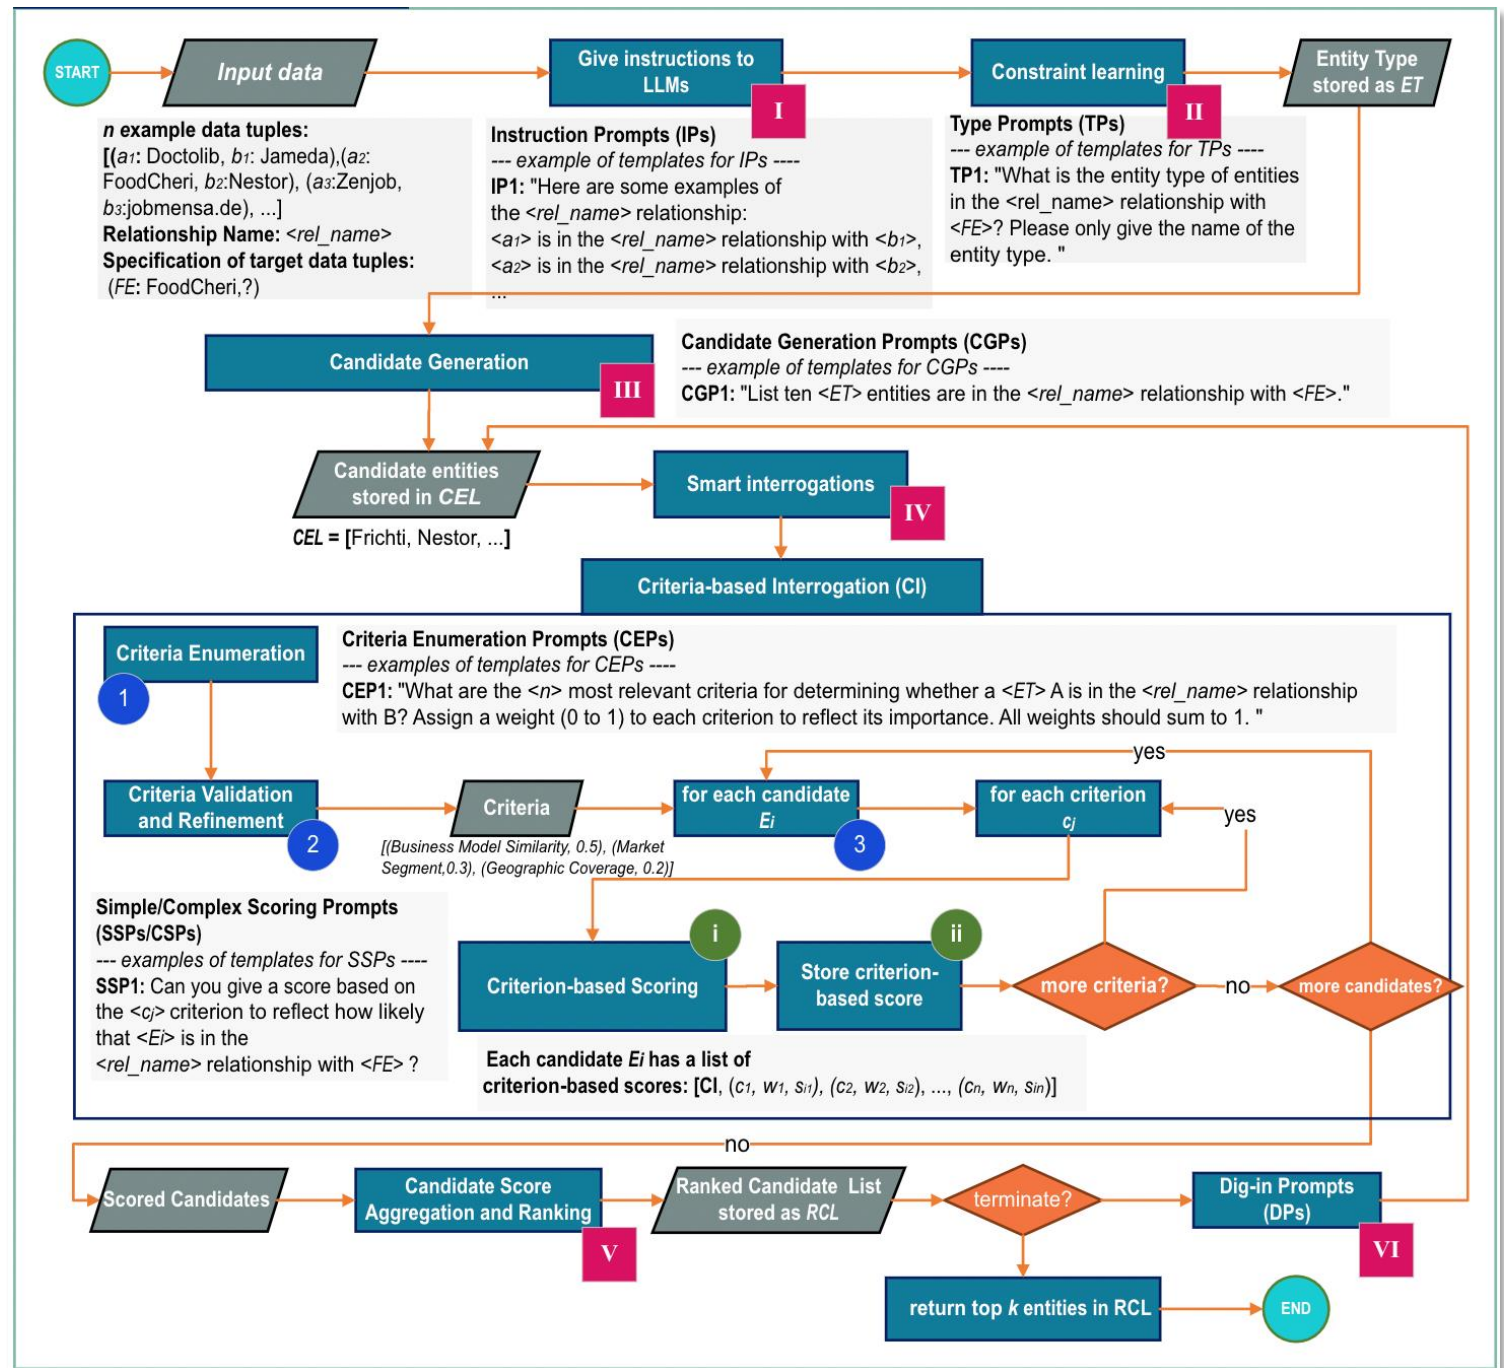 START
Input data
Give instructions to
LLMs
I
Constraint learning
II
Entity Type
stored as ET
n example data tuples:
[(a1: Doctolib, b1: Jameda),(a2:
FoodCheri, b2:Nestor), (a3:Zenjob,
b3:jobmensa.de), ...]
Relationship Name: <rel_name>
Specification of target data tuples:
(FE: FoodCheri,?)
Instruction Prompts (IPs)
--- example of templates for IPs ----
IP1: "Here are some examples of
the <rel_name> relationship:
<a1> is in the <rel_name> relationship with <b1>,
<a2> is in the <rel_name> relationship with <b2>,
...
Type Prompts (TPs)
--- example of templates for TPs ----
TP1: "What is the entity type of entities
in the <rel_name> relationship with
<FE>? Please only give the name of the
entity type. "
Candidate Generation
III
Candidate Generation Prompts (CGPs)
--- example of templates for CGPs ----
CGP1: "List ten <ET> entities are in the <rel_name> relationship with <FE>."
Candidate entities
stored in CEL
CEL = [Frichti, Nestor, ...]
Smart interrogations
IV
Criteria-based Interrogation (CI)
Criteria Enumeration
1
Criteria Enumeration Prompts (CEPs)
--- examples of templates for CEPs ----
CEP1: "What are the <n> most relevant criteria for determining whether a <ET> A is in the <rel_name> relationship
with B? Assign a weight (0 to 1) to each criterion to reflect its importance. All weights should sum to 1. "
yes
Criteria Validation
and Refinement
2
Criteria
[(Business Model Similarity, 0.5), (Market
Segment,0.3), (Geographic Coverage, 0.2)]
for each candidate
Ei
3
for each criterion
cj
yes
Simple/Complex Scoring Prompts
(SSPs/CSPs)
--- examples of templates for SSPs ----
SSP1: Can you give a score based on
the <cj> criterion to reflect how likely
that <Ei> is in the
<rel_name> relationship with <FE> ?
Criterion-based Scoring
i
Store criterion-
based score
ii
more criteria?
no
more candidates?
Each candidate Ei has a list of
criterion-based scores: [CI, (c1, w1, si1), (c2, w2, si2), ..., (cn, wn, sin)]
no
Scored Candidates
Candidate Score
Aggregation and Ranking
V
Ranked Candidate List
stored as RCL
terminate?
Dig-in Prompts
(DPs)
VI
return top k entities in RCL
END